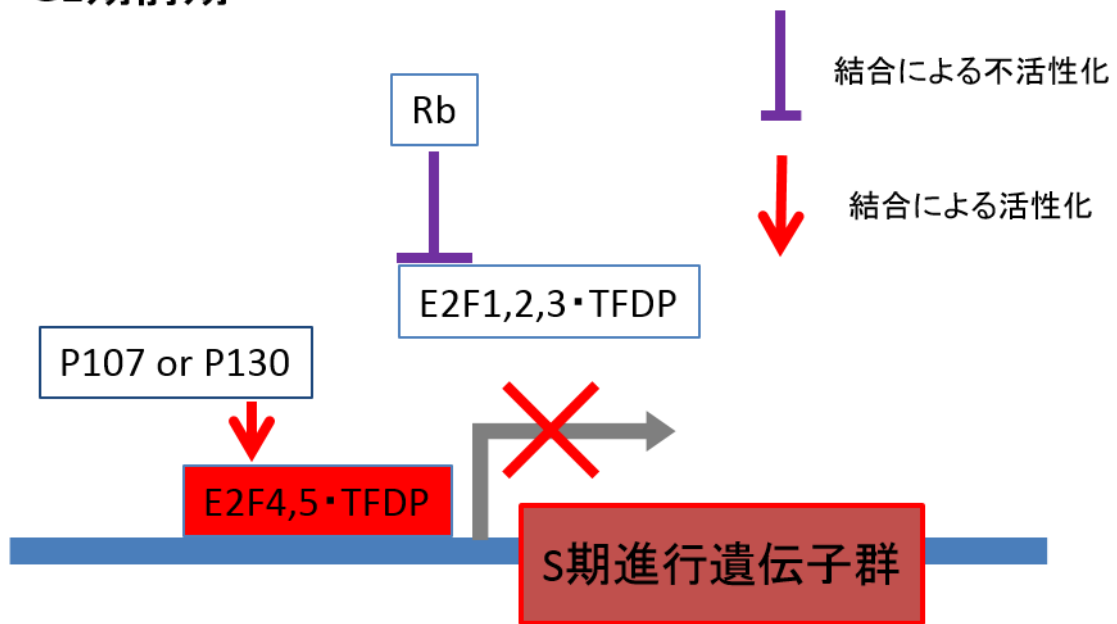 Rb
結合による不活性化
結合による活性化
E2F1,2,3・TFDP
P107 or P130
E2F4,5・TFDP
S期進行遺伝子群